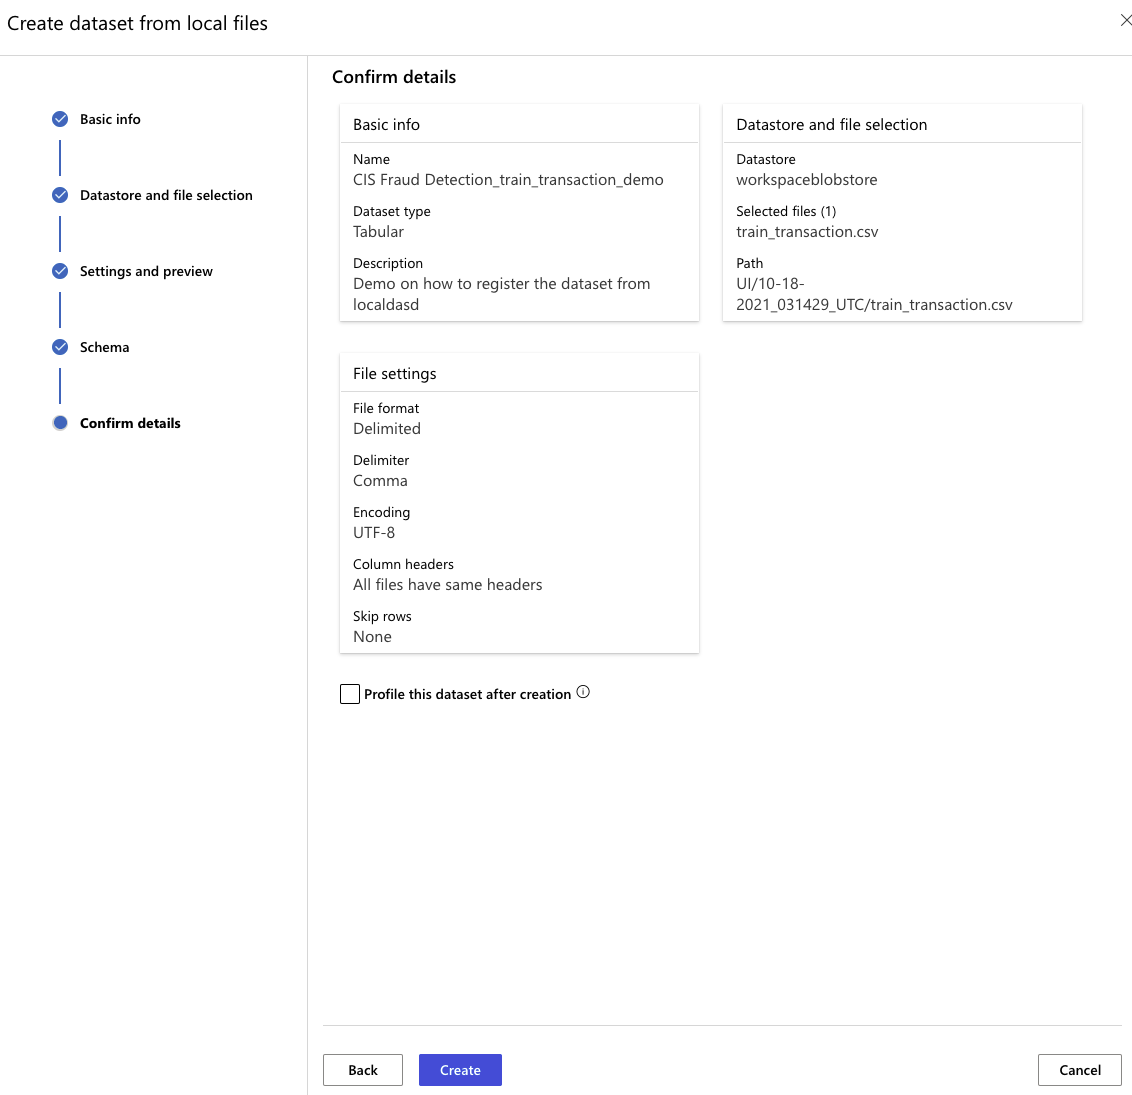 Create dataset from local files
Basic info
Datastore and file selection
Settings and preview
Schema
Confirm details
Confirm details
Basic info
Name
CIS Fraud Detection_train_transaction_demo
Dataset type
Tabular
Description
Demo on how to register the dataset from
localdasd
Datastore and file selection
Datastore
workspaceblobstore
Selected files (1)
train_transaction.csv
Path
UI/10-18-
2021_031429_UTC/train_transaction.csv
File settings
File format
Delimited
Delimiter
Comma
Encoding
UTF-8
Column headers
All files have same headers
Skip rows
None
Profile this dataset after creation
Back
Create
Cancel